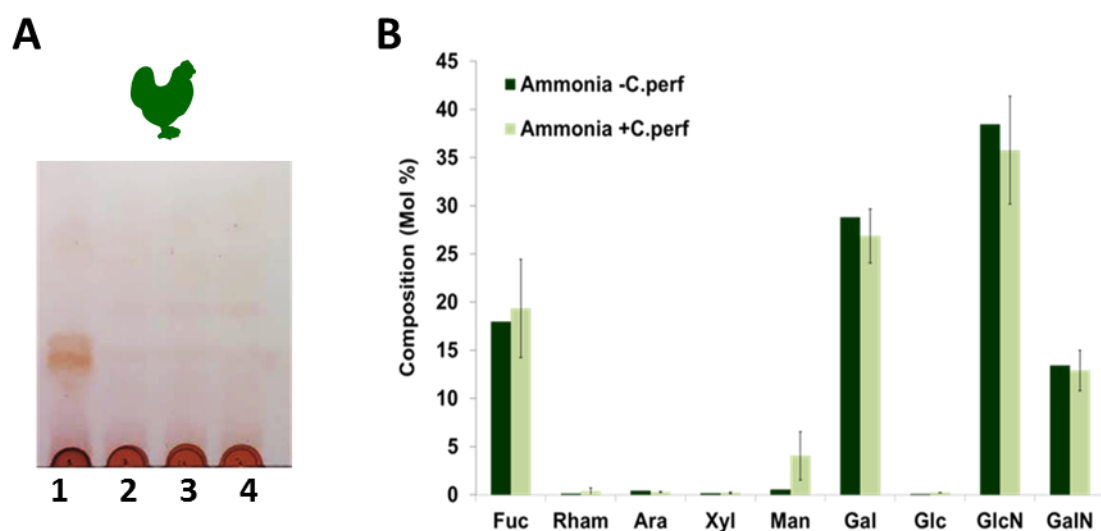 A
1 2 3 4
B
Composition (Mol %)
45
40
35
30
25
20
15
10
5
0
Ammonia -C.perf
Ammonia +C.perf
Fuc Rham Ara Xyl Man Gal Glc GlcN GalN